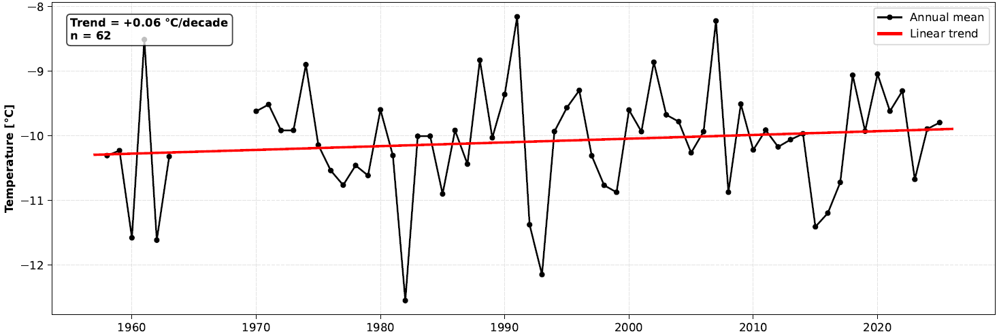 Trend = +0.06 °C/decade
n = 62
Annual mean
Linear trend
Temperature [°C]
−8
−9
−10
−11
−12
1960 1970 1980 1990 2000 2010 2020